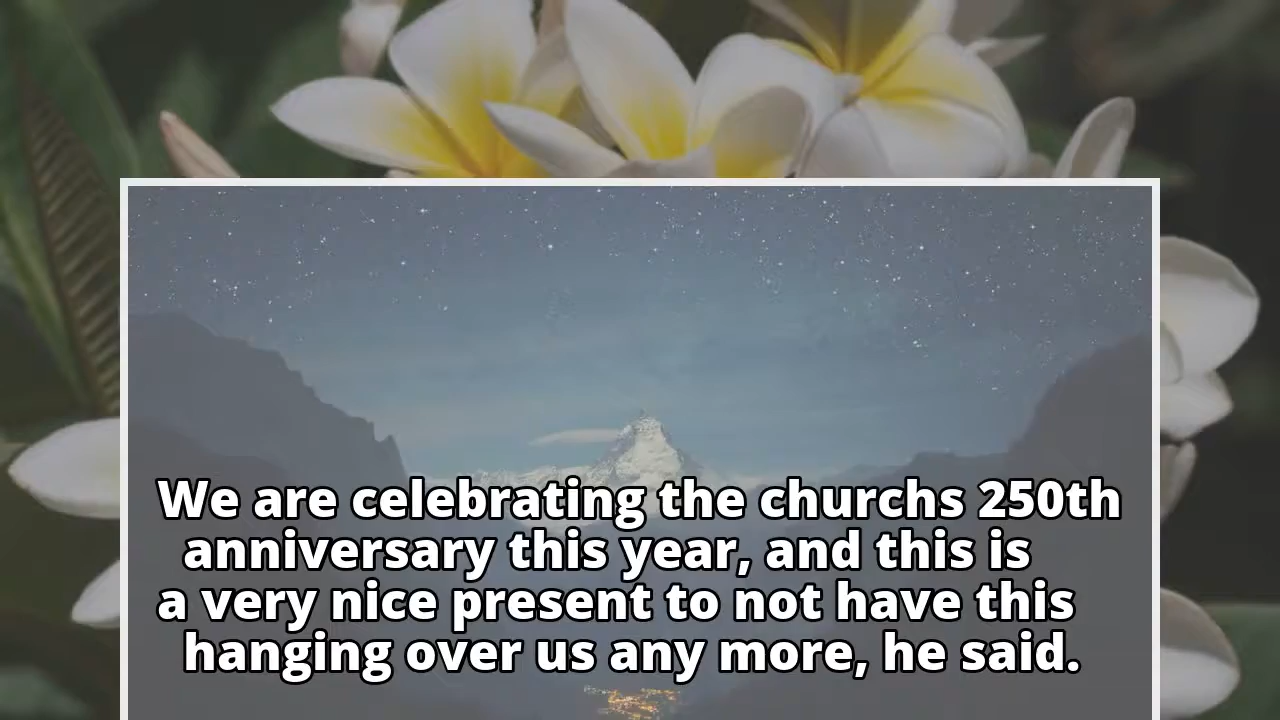 We are celebrating the churchs 250th
anniversary this year, and this is
a very nice present to not have this
hanging over us any more, he said.